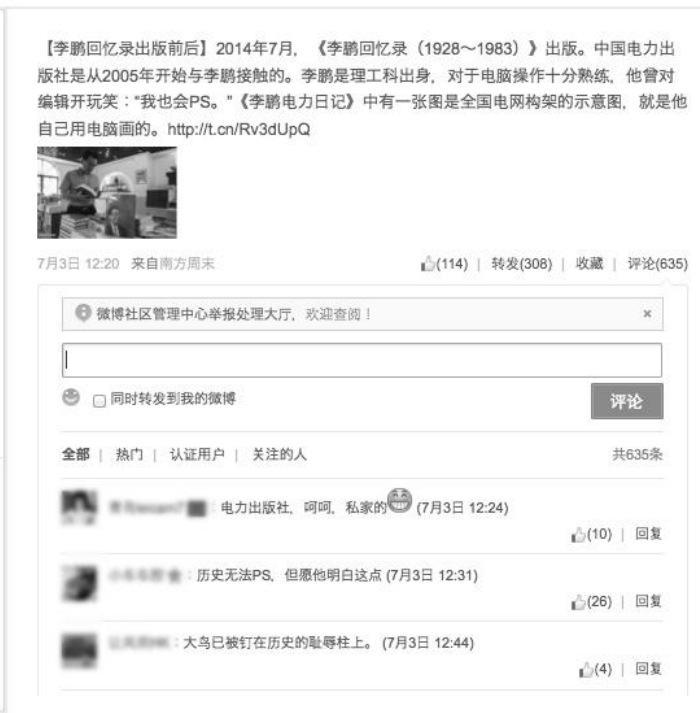 【李鹏回忆录出版前后】2014年7月，《李鹏回忆录（1928～1983）》出版。中国电力出
版社是从2005年开始与李鹏接触的。李鹏是理工科出身，对于电脑操作十分熟练，他曾对
编辑开玩笑：“我也会PS。”《李鹏电力日记》中有一张图是全国电网构架的示意图，就是他
自己用电脑画的。http://t.cn/Rv3dUpQ
7月3日 12:20 来自南方周末 (114) | 转发(308) | 收藏 | 评论(635)
微博社区管理中心举报处理大厅，欢迎查阅！ ×
同时转发到我的微博 评论
全部 | 热门 | 认证用户 | 关注的人 共635条
：电力出版社，呵呵，私家的 (7月3日 12:24)
(10) | 回复
：历史无法PS，但愿他明白这点 (7月3日 12:31)
(26) | 回复
：大鸟已被钉在历史的耻辱柱上。 (7月3日 12:44)
(4) | 回复